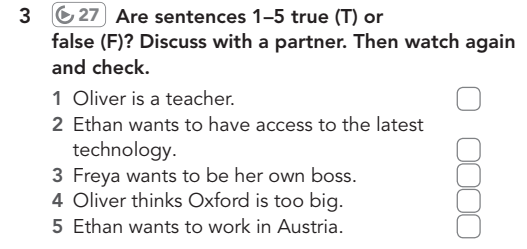 3 27 Are sentences 1–5 true (T) or
false (F)? Discuss with a partner. Then watch again
and check.
1 Oliver is a teacher.
2 Ethan wants to have access to the latest
technology.
3 Freya wants to be her own boss.
4 Oliver thinks Oxford is too big.
5 Ethan wants to work in Austria.